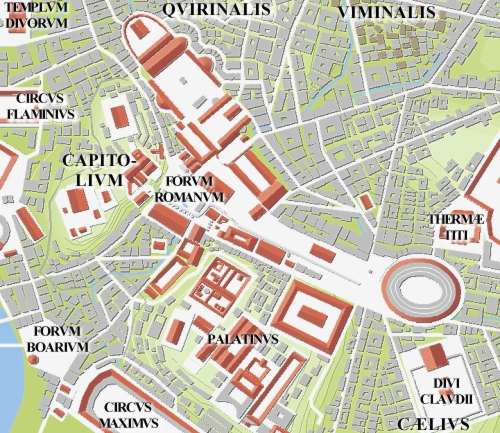 TEMPLVM
DIVORVM
QVIRINALIS
VIMINALIS
CIRCVS
FLAMINIVS
CAPITO-
LIVM
FORVM
ROMANVM
THERMÆ
TITI
FORVM
BOARIVM
PALATINVS
CIRCVS
MAXIMVS
DIVI
CLAVDII
CÆLIVS